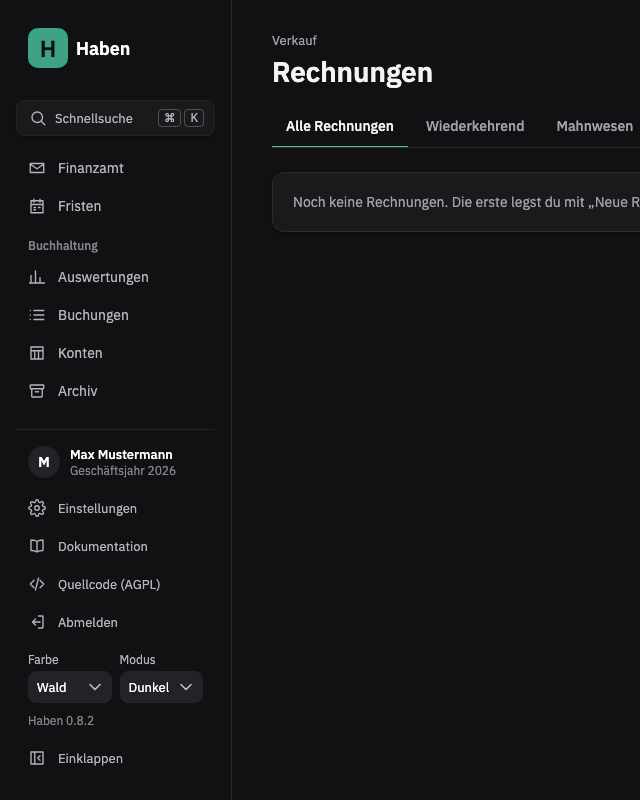 H Haben
Schnellsuche ⌘ K
Finanzamt
Fristen
Buchhaltung
Auswertungen
Buchungen
Konten
Archiv
M
Max Mustermann
Geschäftsjahr 2026
Einstellungen
Dokumentation
Quellcode (AGPL)
Abmelden
Farbe Modus
Wald Dunkel
Haben 0.8.2
Einklappen
Verkauf
Rechnungen
Alle Rechnungen Wiederkehrend Mahnwesen
Noch keine Rechnungen. Die erste legst du mit „Neue R